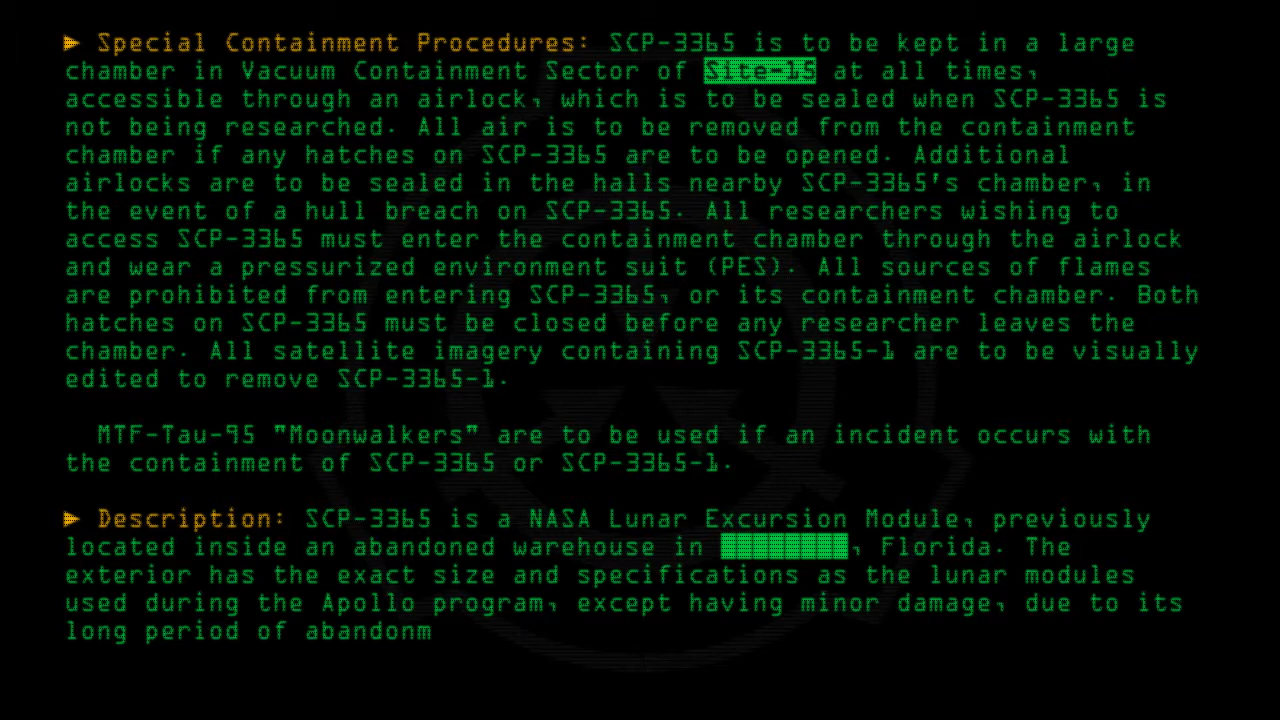 ► Special Containment Procedures: SCP-3365 is to be kept in a large
chamber in Vacuum Containment Sector of Site-15 at all times,
accessible through an airlock, which is to be sealed when SCP-3365 is
not being researched. All air is to be removed from the containment
chamber if any hatches on SCP-3365 are to be opened. Additional
airlocks are to be sealed in the halls nearby SCP-3365's chamber, in
the event of a hull breach on SCP-3365. All researchers wishing to
access SCP-3365 must enter the containment chamber through the airlock
and wear a pressurized environment suit (PES). All sources of flames
are prohibited from entering SCP-3365, or its containment chamber. Both
hatches on SCP-3365 must be closed before any researcher leaves the
chamber. All satellite imagery containing SCP-3365-1 are to be visually
edited to remove SCP-3365-1.
MTF-Tau-95 "Moonwalkers" are to be used if an incident occurs with
the containment of SCP-3365 or SCP-3365-1.
► Description: SCP-3365 is a NASA Lunar Excursion Module, previously
located inside an abandoned warehouse in ████████, Florida. The
exterior has the exact size and specifications as the lunar modules
used during the Apollo program, except having minor damage, due to its
long period of abandonm